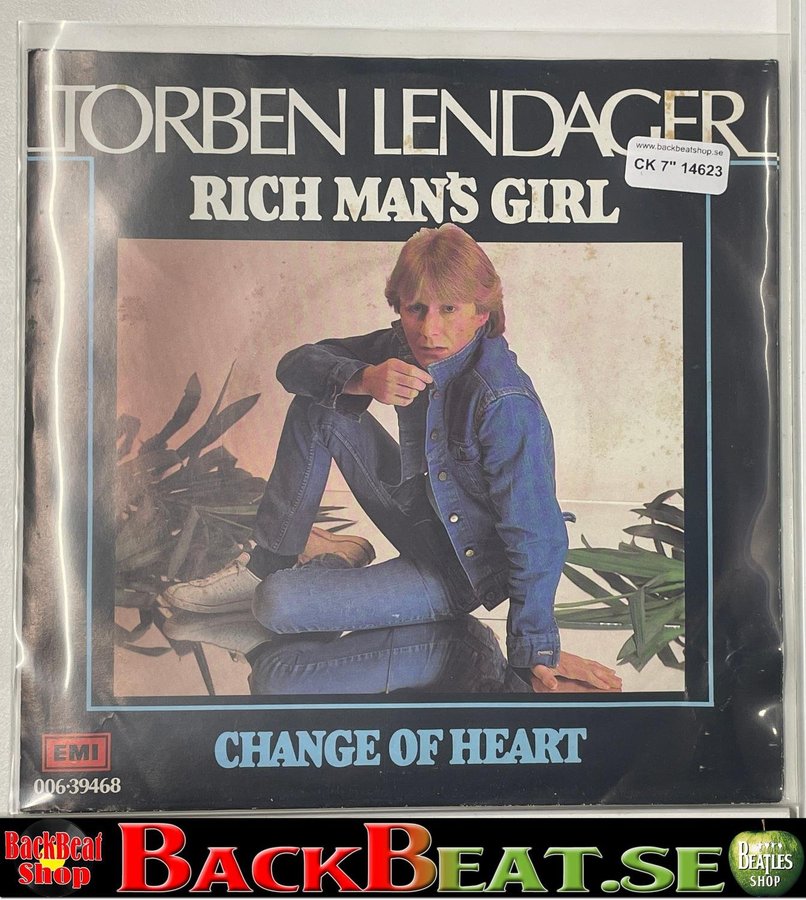 TORBEN LENDAGER
www.backbeatshop.se
CK 7" 14623
RICH MAN'S GIRL
EMI
006·39468
CHANGE OF HEART
BackBeat
Shop
BACKBEAT.SE
BEATLES
SHOP